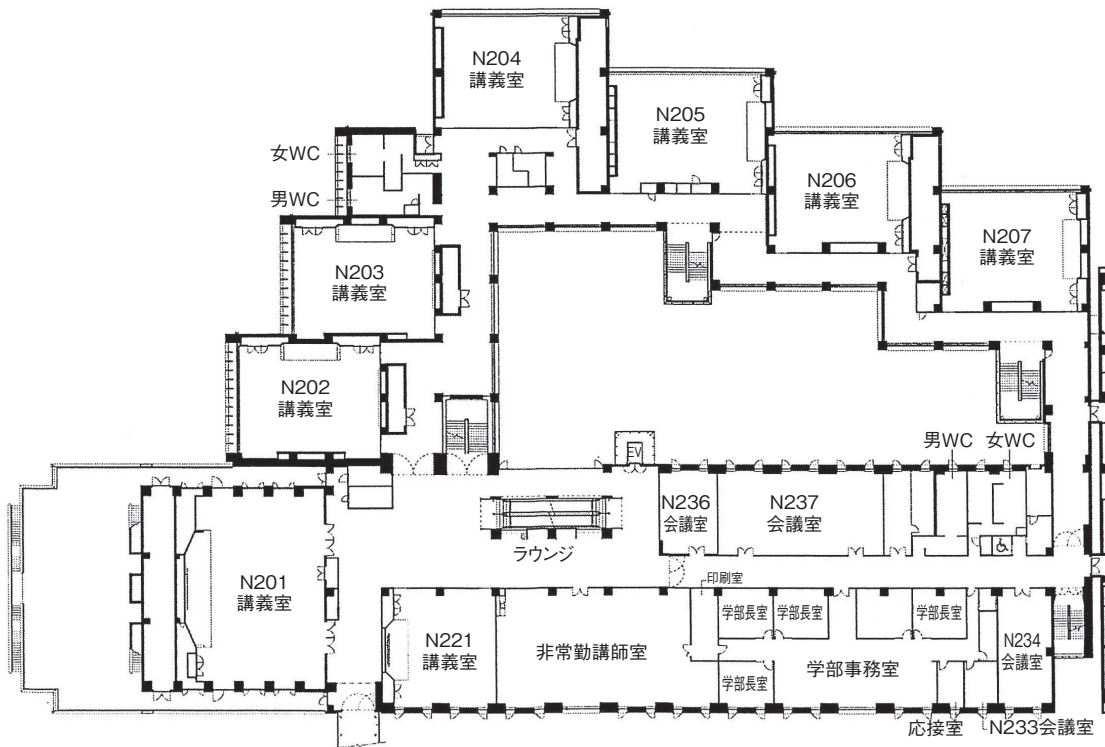 N204
講義室
N205
講義室
女WC
男WC
N206
講義室
N203
講義室
N207
講義室
N202
講義室
男WC
女WC
EV
N236
会議室
N237
会議室
ラウンジ
N201
講義室
印刷室
学部長室
学部長室
学部長室
N221
講義室
非常勤講師室
学部事務室
N234
会議室
学部長室
応接室
N233会議室